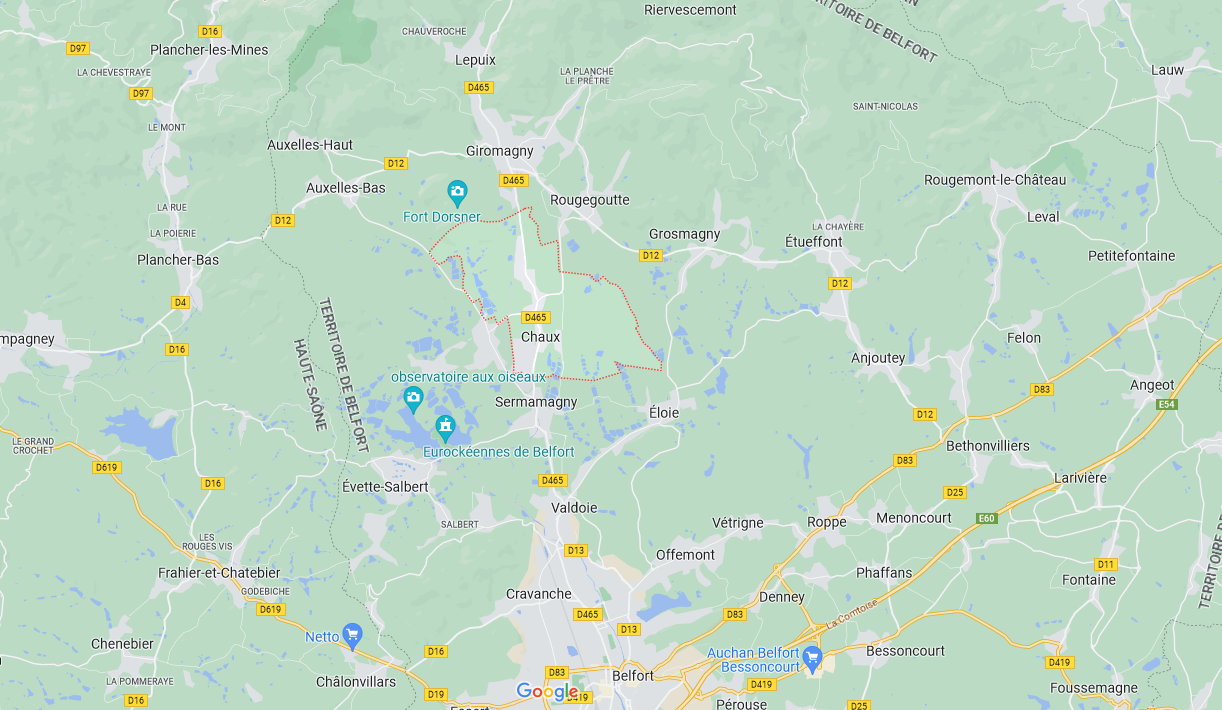 Riervescemont
TERRITOIRE DE BELFORT
D16
CHAUVEROCHE
D97
Plancher-les-Mines
Lepuix
LA CHEVESTRAYE
LA PLANCHE
LE PRÊTRE
Lauw
D465
D97
SAINT-NICOLAS
LE MONT
Auxelles-Haut
Giromagny
D12
D465
Rougemont-le-Château
Auxelles-Bas
Rougegoutte
LA RUE
Fort Dorsner
Leval
D12
LA CHAYÈRE
LA POIERIE
Grosmagny
Étueffont
Plancher-Bas
D12
Petitefontaine
D12
D4
TERRITOIRE DE BELFORT
HAUTE-SAÔNE
D465
mpagney
Chaux
Felon
D16
Anjoutey
observatoire aux oiseaux
Angeot
D83
Sermamagny
E54
Éloie
D12
LE GRAND
CROCHET
Eurockéennes de Belfort
Bethonvilliers
D619
D83
D16
Évette-Salbert
D465
Larivière
D25
Valdoie
SALBERT
Vétrigne
Roppe
Menoncourt
E60
LES
ROUGES VIS
D13
Offemont
D11
Frahier-et-Chatebier
Phaffans
Fontaine
GODEBICHE
Cravanche
Denney
TERRITOIRE DE
D619
D465
D83
La Comtoise
D13
Netto
Chenebier
D16
Auchan Belfort
Bessoncourt
Bessoncourt
D419
LA POMMERAYE
Châlonvillars
D83
Belfort
D419
Foussemagne
D16
D19
Google
D419
Pérouse
D25